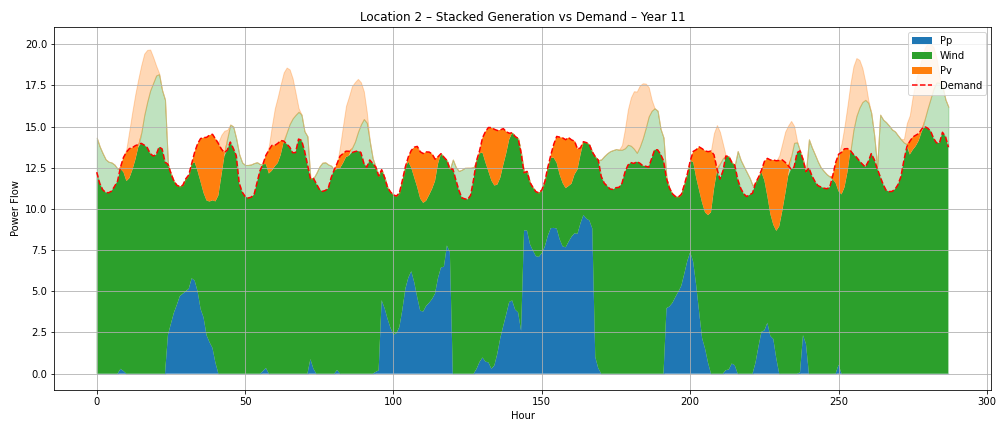 Location 2 – Stacked Generation vs Demand – Year 11
Power Flow
20.0
17.5
15.0
12.5
10.0
7.5
5.0
2.5
0.0
Pp
Wind
Pv
Demand
0 50 100 150 200 250 300
Hour